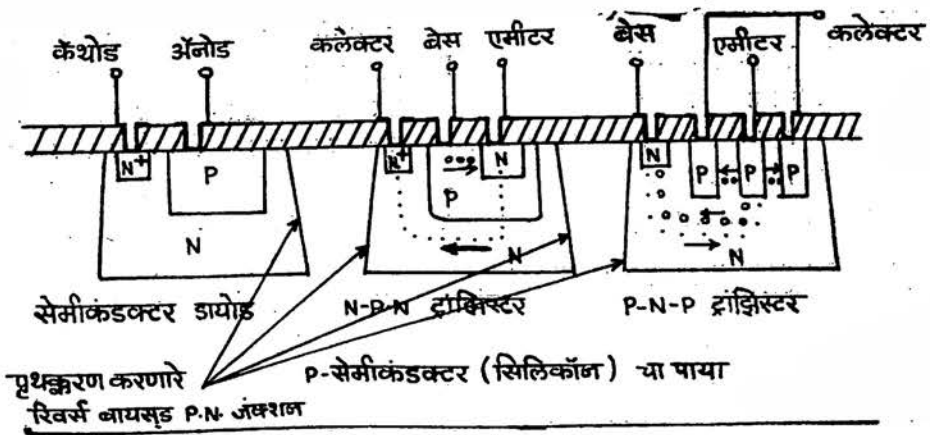 कॅथोड ॲनोड कलेक्टर बेस एमीटर बेस एमीटर कलेक्टर
N+ P N+ N N P P P
P
N N N
सेमीकंडक्टर डायोड N-P-N ट्रांझिस्टर P-N-P ट्रांझिस्टर
पृथक्करण करणारे P-सेमीकंडक्टर (सिलिकॉन) चा पाया
रिवर्स बायसड P.N. जंक्शन